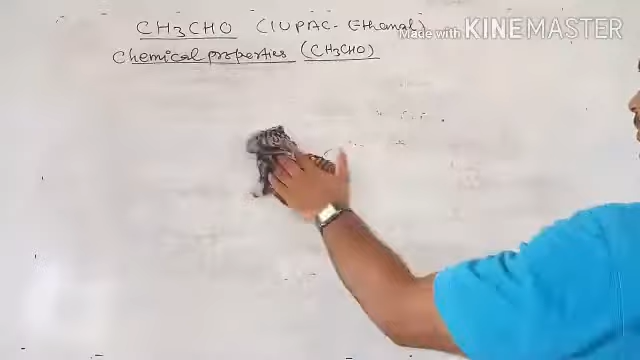 CH3CHO (IUPAC- Ethanal)
Made with KINEMASTER
Chemical properties (CH3CHO)